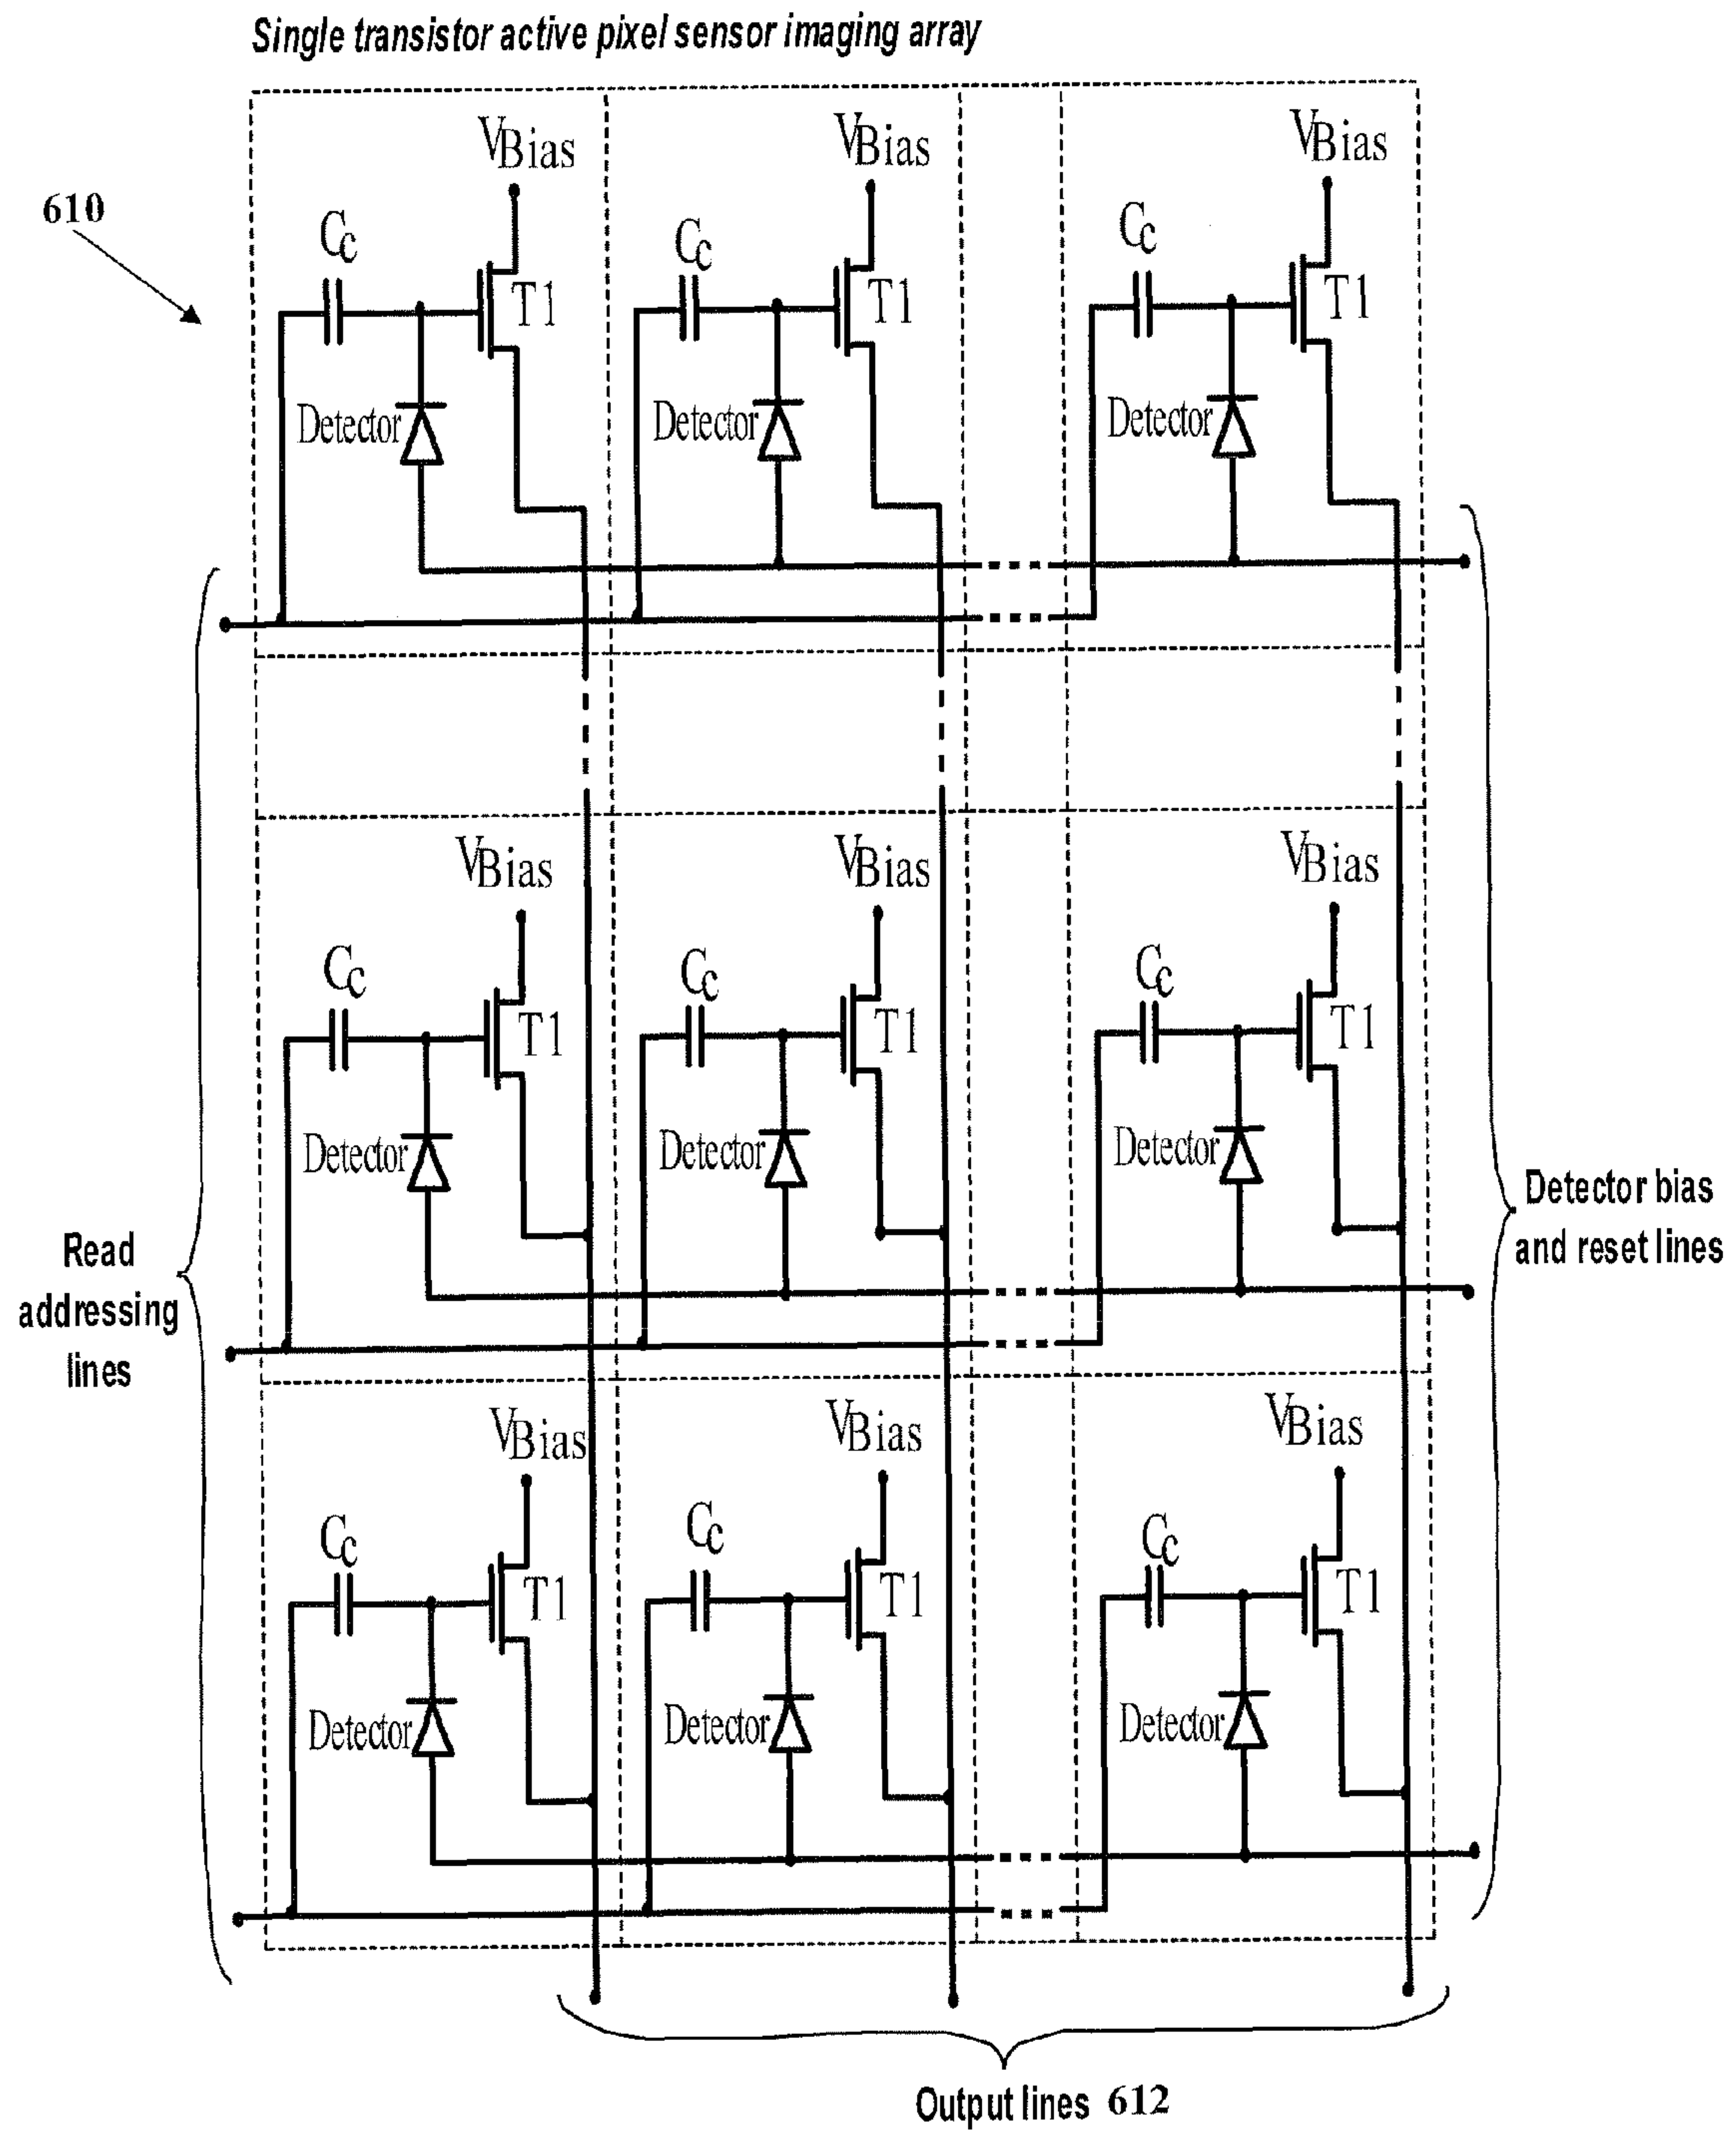 Single transistor active pixel sensor imaging array
VBias VBias VBias
610
CC CC CC
T1 T1 T1
Detector Detector Detector
VBias VBias VBias
CC CC CC
T1 T1 T1
Detector Detector Detector
Read
addressing
lines
Detector bias
and reset lines
VBias VBias VBias
CC CC CC
T1 T1 T1
Detector Detector Detector
Output lines 612